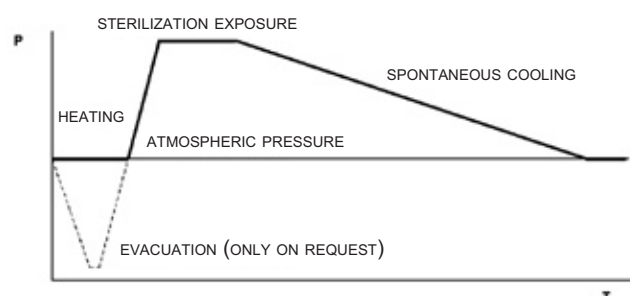 STERILIZATION EXPOSURE
P
SPONTANEOUS COOLING
HEATING
ATMOSPHERIC PRESSURE
EVACUATION (ONLY ON REQUEST)